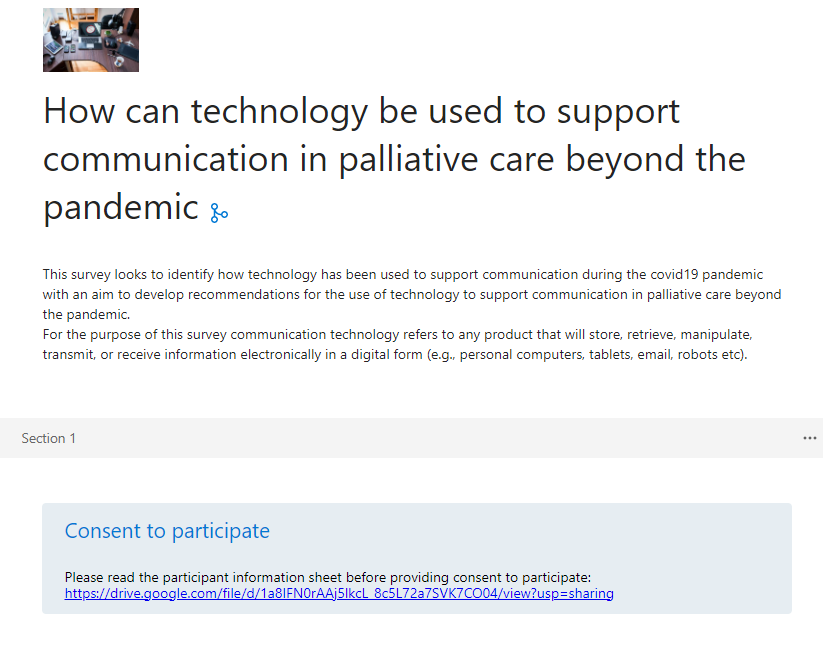 How can technology be used to support
communication in palliative care beyond the
pandemic
This survey looks to identify how technology has been used to support communication during the covid19 pandemic
with an aim to develop recommendations for the use of technology to support communication in palliative care beyond
the pandemic.
For the purpose of this survey communication technology refers to any product that will store, retrieve, manipulate,
transmit, or receive information electronically in a digital form (e.g., personal computers, tablets, email, robots etc).
Section 1
Consent to participate
Please read the participant information sheet before providing consent to participate:
https://drive.google.com/file/d/1a8IFN0rAAj5IkcL_8c5L72a7SVK7CO04/view?usp=sharing